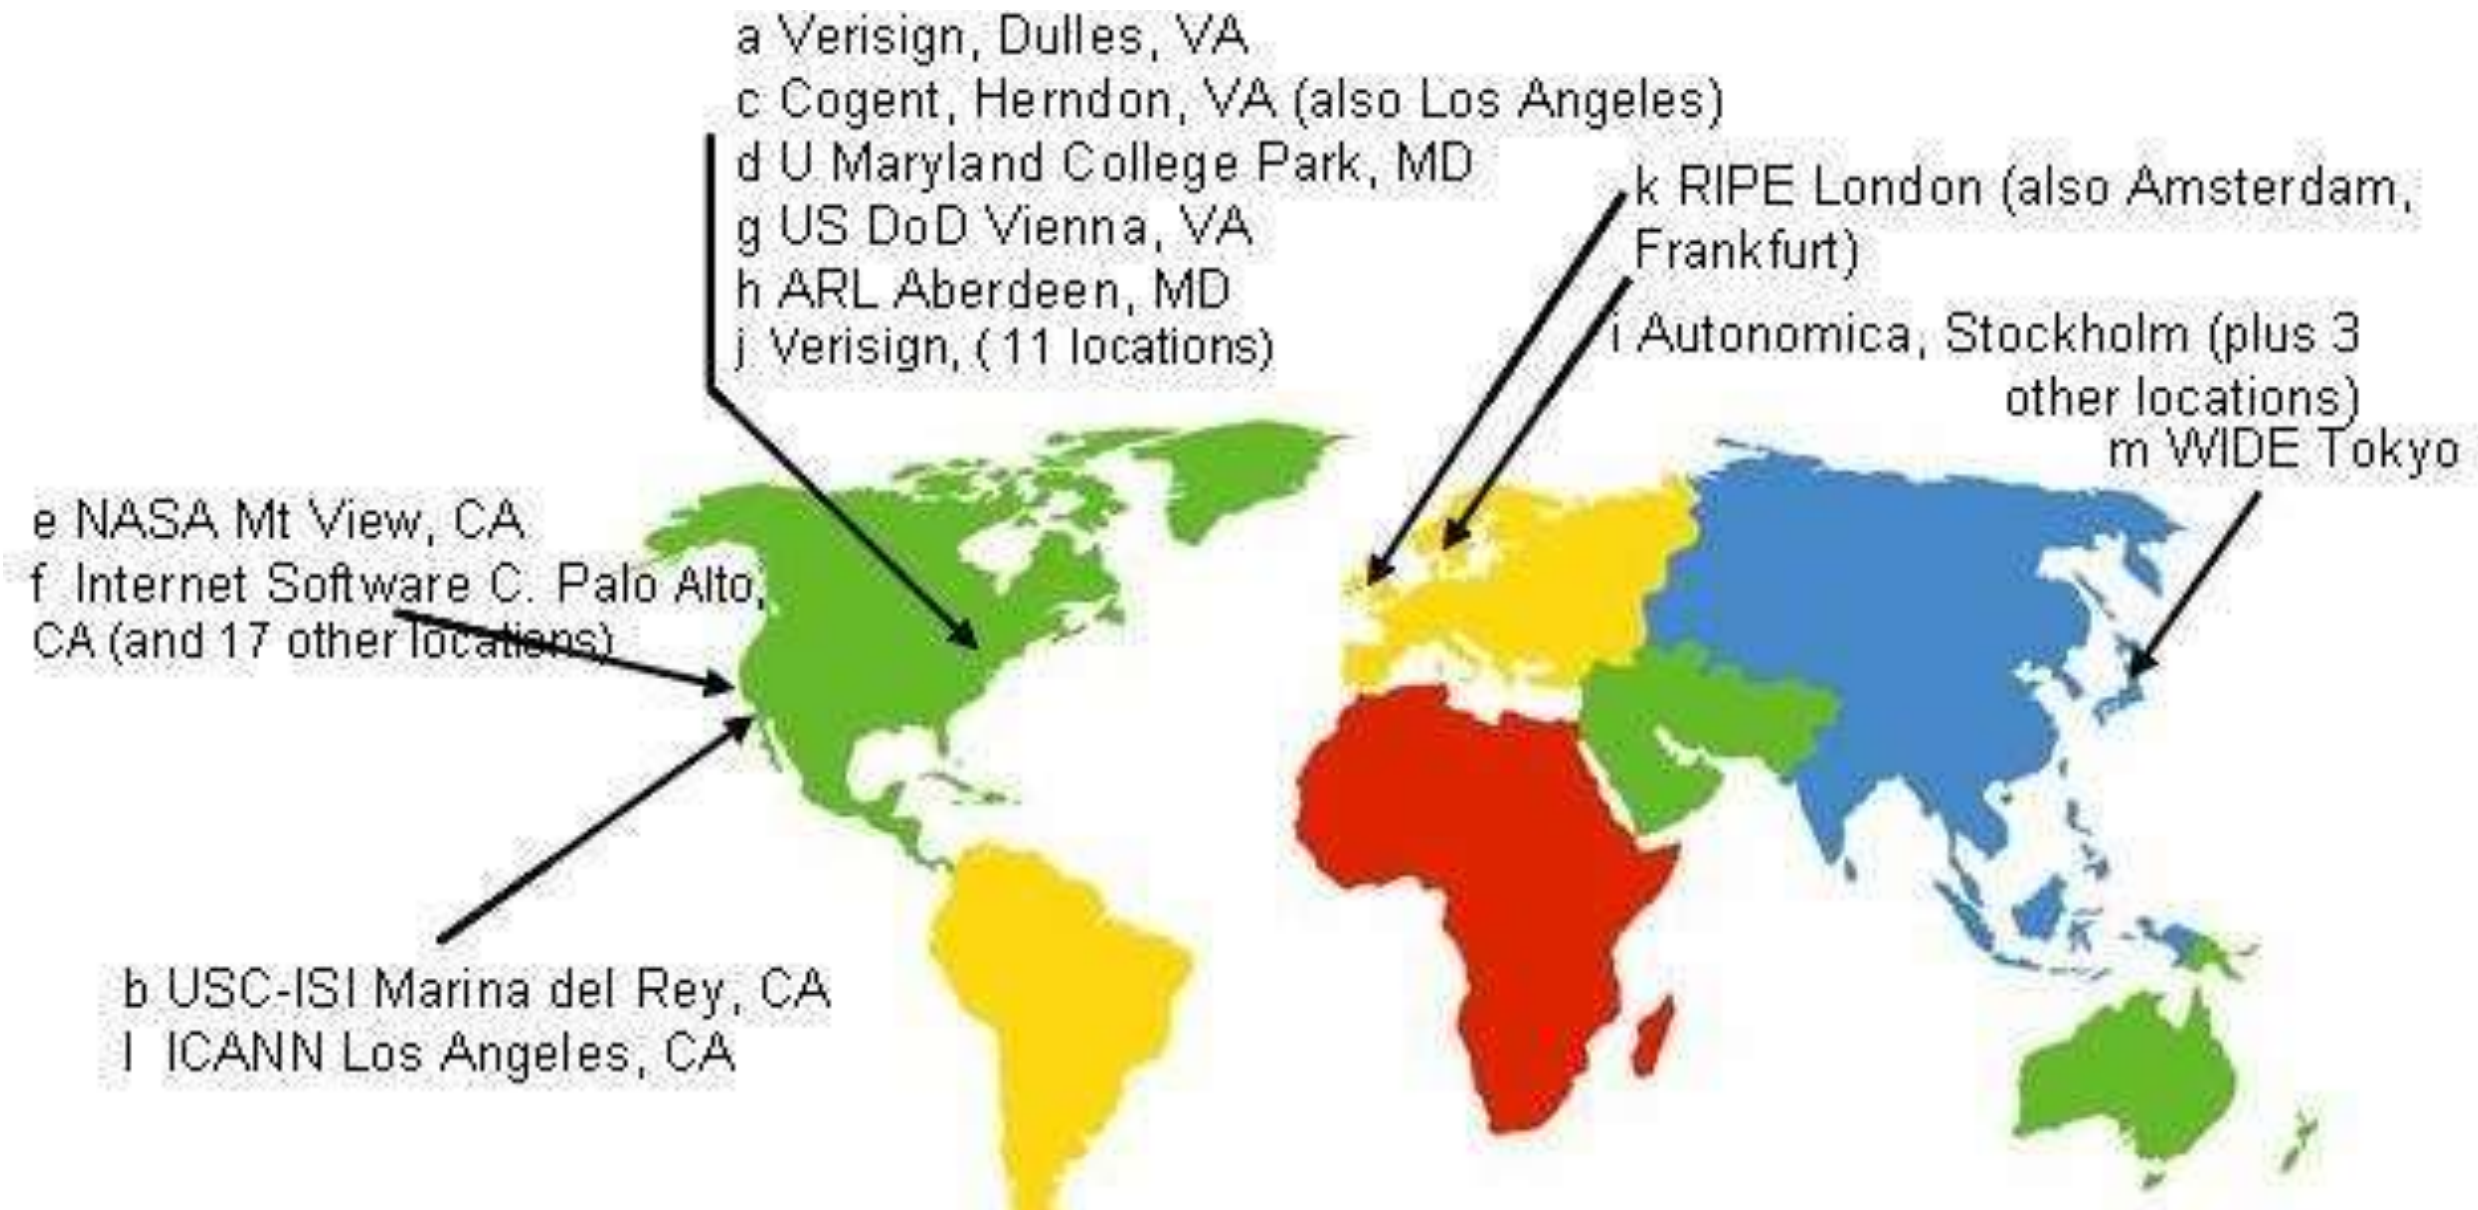 a Verisign, Dulles, VA
c Cogent, Herndon, VA (also Los Angeles)
d U Maryland College Park, MD
g US DoD Vienna, VA
h ARL Aberdeen, MD
j Verisign, ( 11 locations)
k RIPE London (also Amsterdam,
Frankfurt)
i Autonomica, Stockholm (plus 3
other locations)
m WIDE Tokyo
e NASA Mt View, CA
f Internet Software C. Palo Alto,
CA (and 17 other locations)
b USC-ISI Marina del Rey, CA
l ICANN Los Angeles, CA